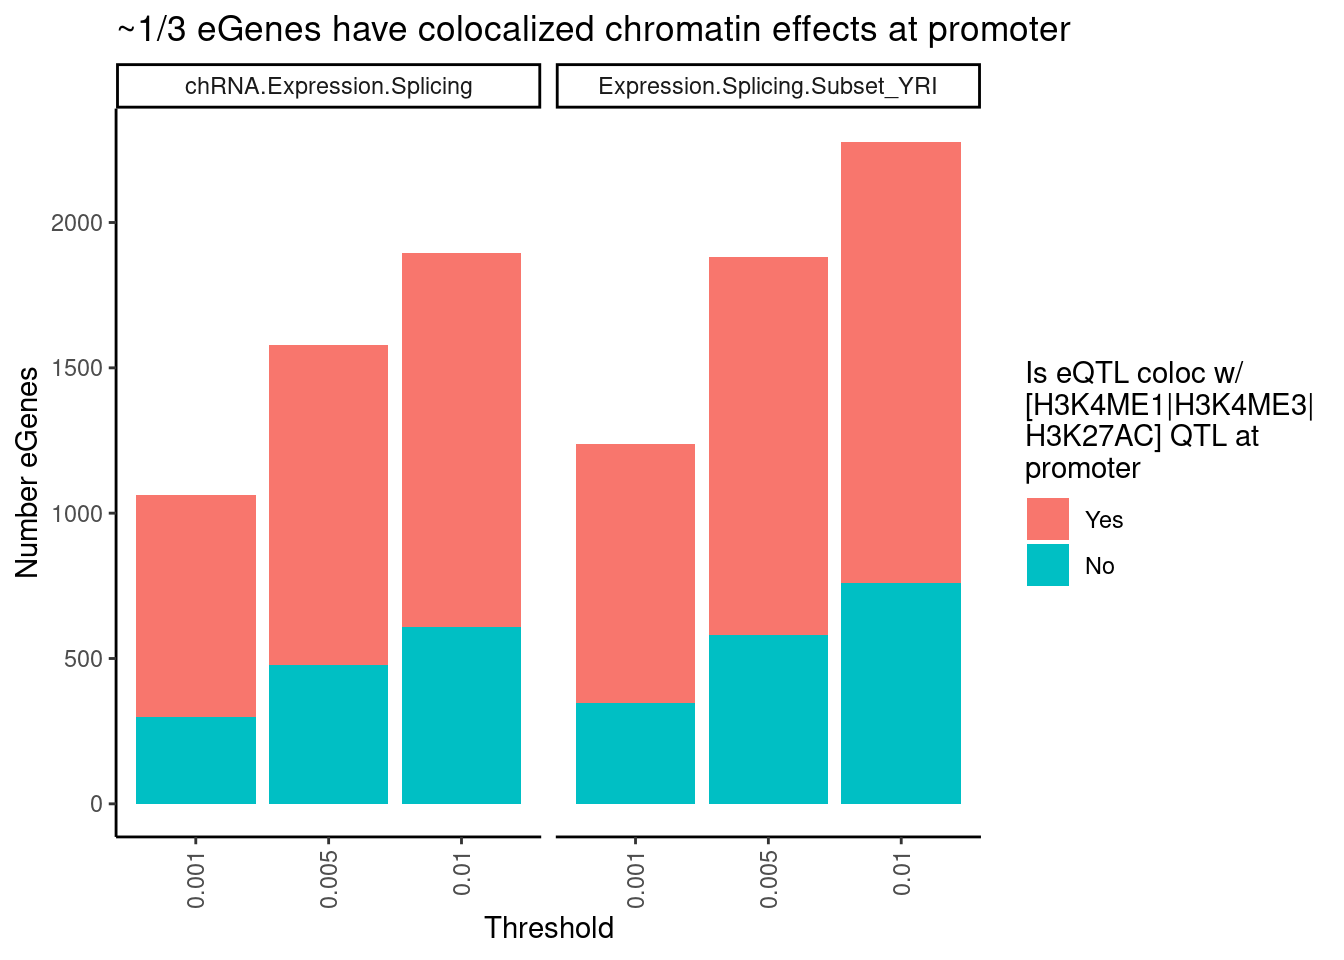 ~1/3 eGenes have colocalized chromatin effects at promoter
chRNA.Expression.Splicing
Expression.Splicing.Subset_YRI
Number eGenes
2000
1500
1000
500
0
0.001
0.005
0.01
0.001
0.005
0.01
Threshold
Is eQTL coloc w/
[H3K4ME1|H3K4ME3|
H3K27AC] QTL at
promoter
Yes
No